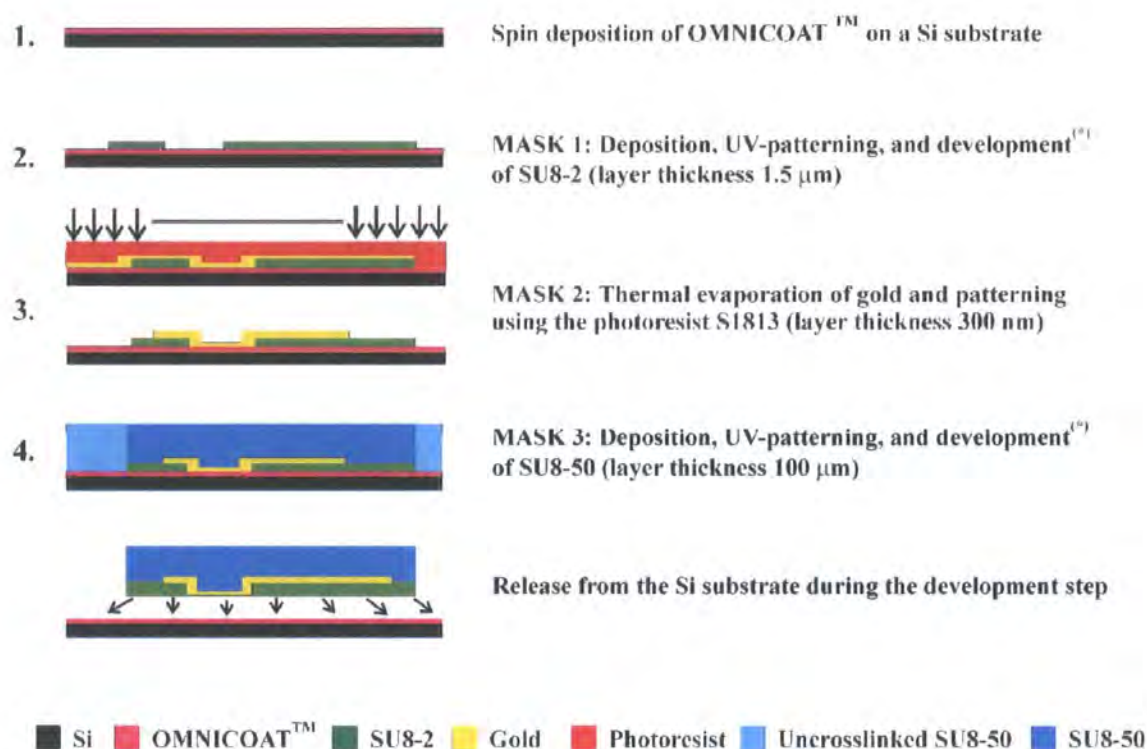 1. Spin deposition of OMNICOAT™ on a Si substrate
2. MASK 1: Deposition, UV-patterning, and development(*)
of SU8-2 (layer thickness 1.5 μm)
3. MASK 2: Thermal evaporation of gold and patterning
using the photoresist S1813 (layer thickness 300 nm)
4. MASK 3: Deposition, UV-patterning, and development(*)
of SU8-50 (layer thickness 100 μm)
Release from the Si substrate during the development step
Si OMNICOAT™ SU8-2 Gold Photoresist Uncrosslinked SU8-50 SU8-50